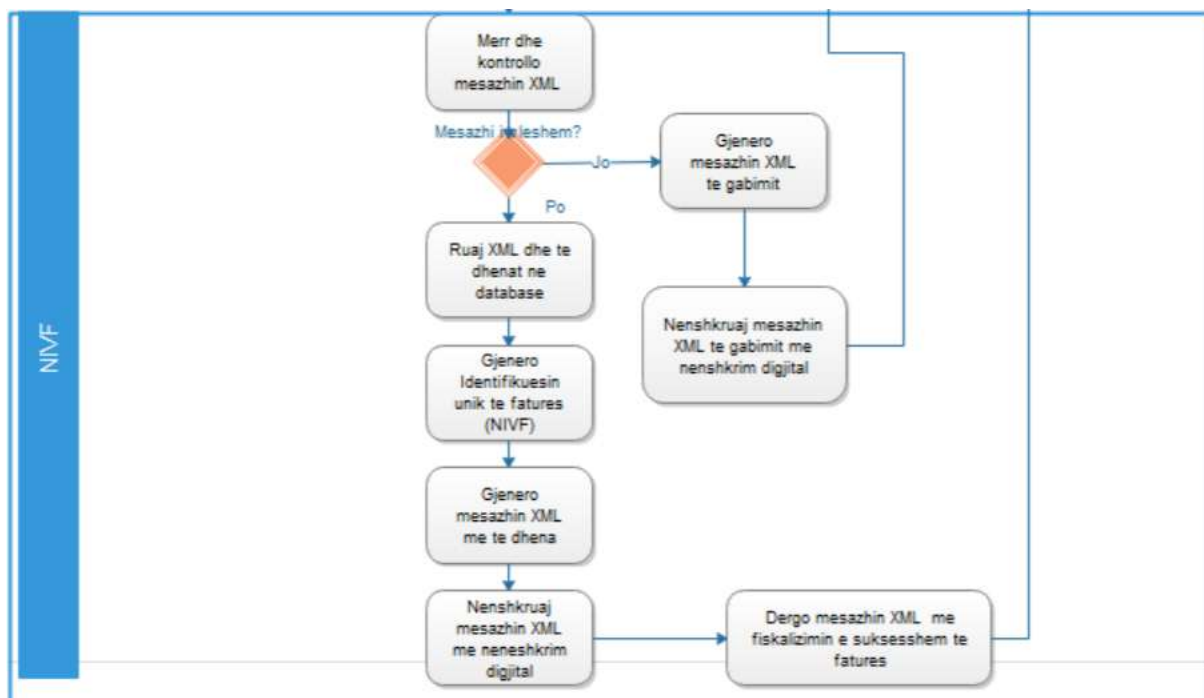 NIVF
Merr dhe
kontrollo
mesazhin XML
Mesazhi i vleshem?
Jo
Gjenero
mesazhin XML
te gabimit
Po
Ruaj XML dhe te
dhenat ne
database
Nenshkruaj mesazhin
XML te gabimit me
nenshkrim digjital
Gjenero
Identifikuesin
unik te fatures
(NIVF)
Gjenero
mesazhin XML
me te dhena
Nenshkruaj
mesazhin XML
me neneshkrim
digjital
Dergo mesazhin XML me
fiskalizimin e suksesshem te
fatures